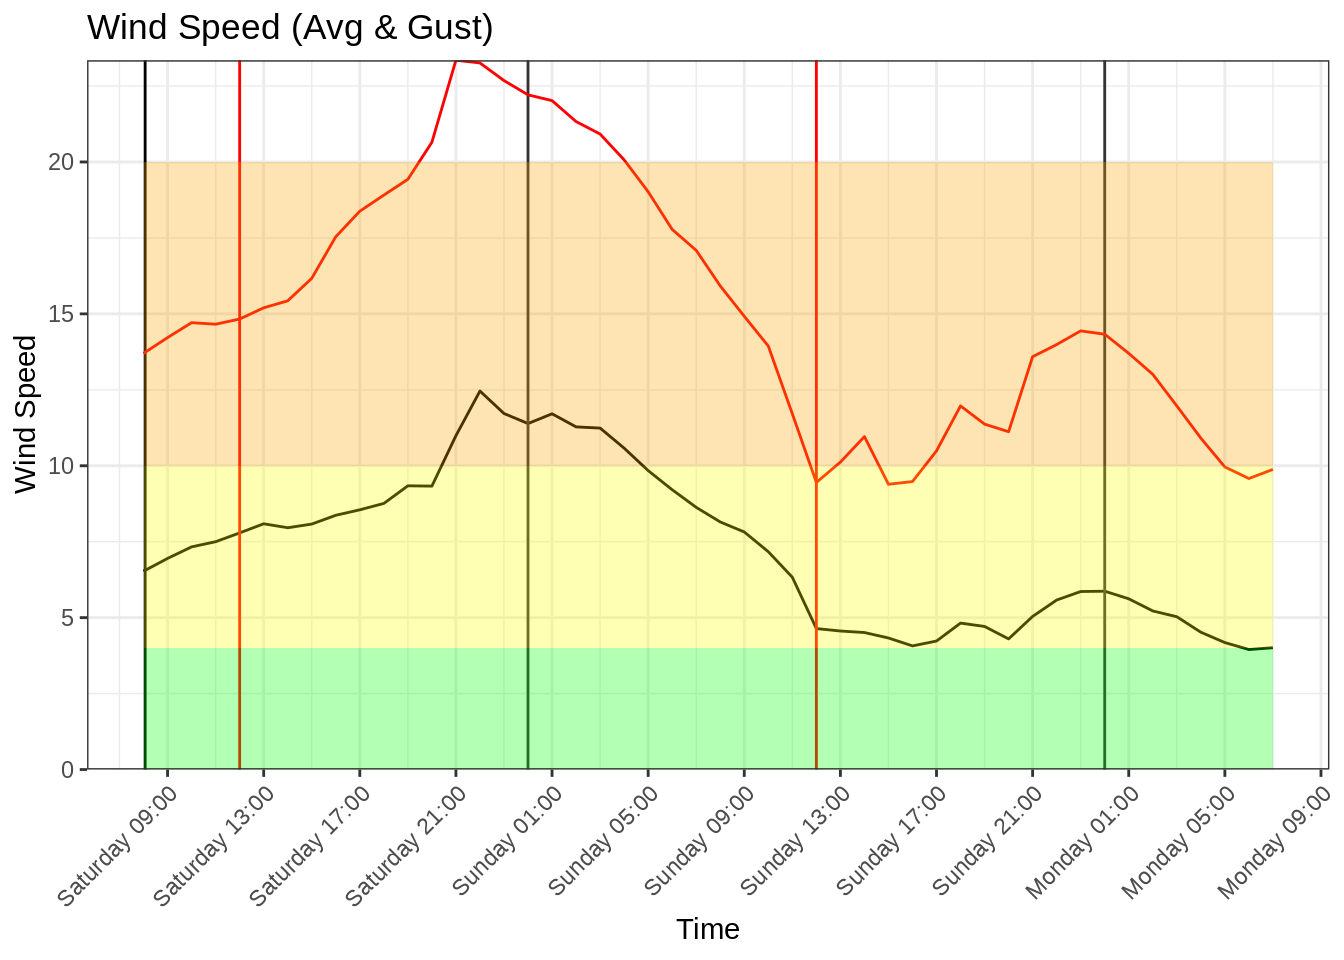 Wind Speed (Avg & Gust)
Wind Speed
20
15
10
5
0
Saturday 09:00
Saturday 13:00
Saturday 17:00
Saturday 21:00
Sunday 01:00
Sunday 05:00
Sunday 09:00
Sunday 13:00
Sunday 17:00
Sunday 21:00
Monday 01:00
Monday 05:00
Monday 09:00
Time